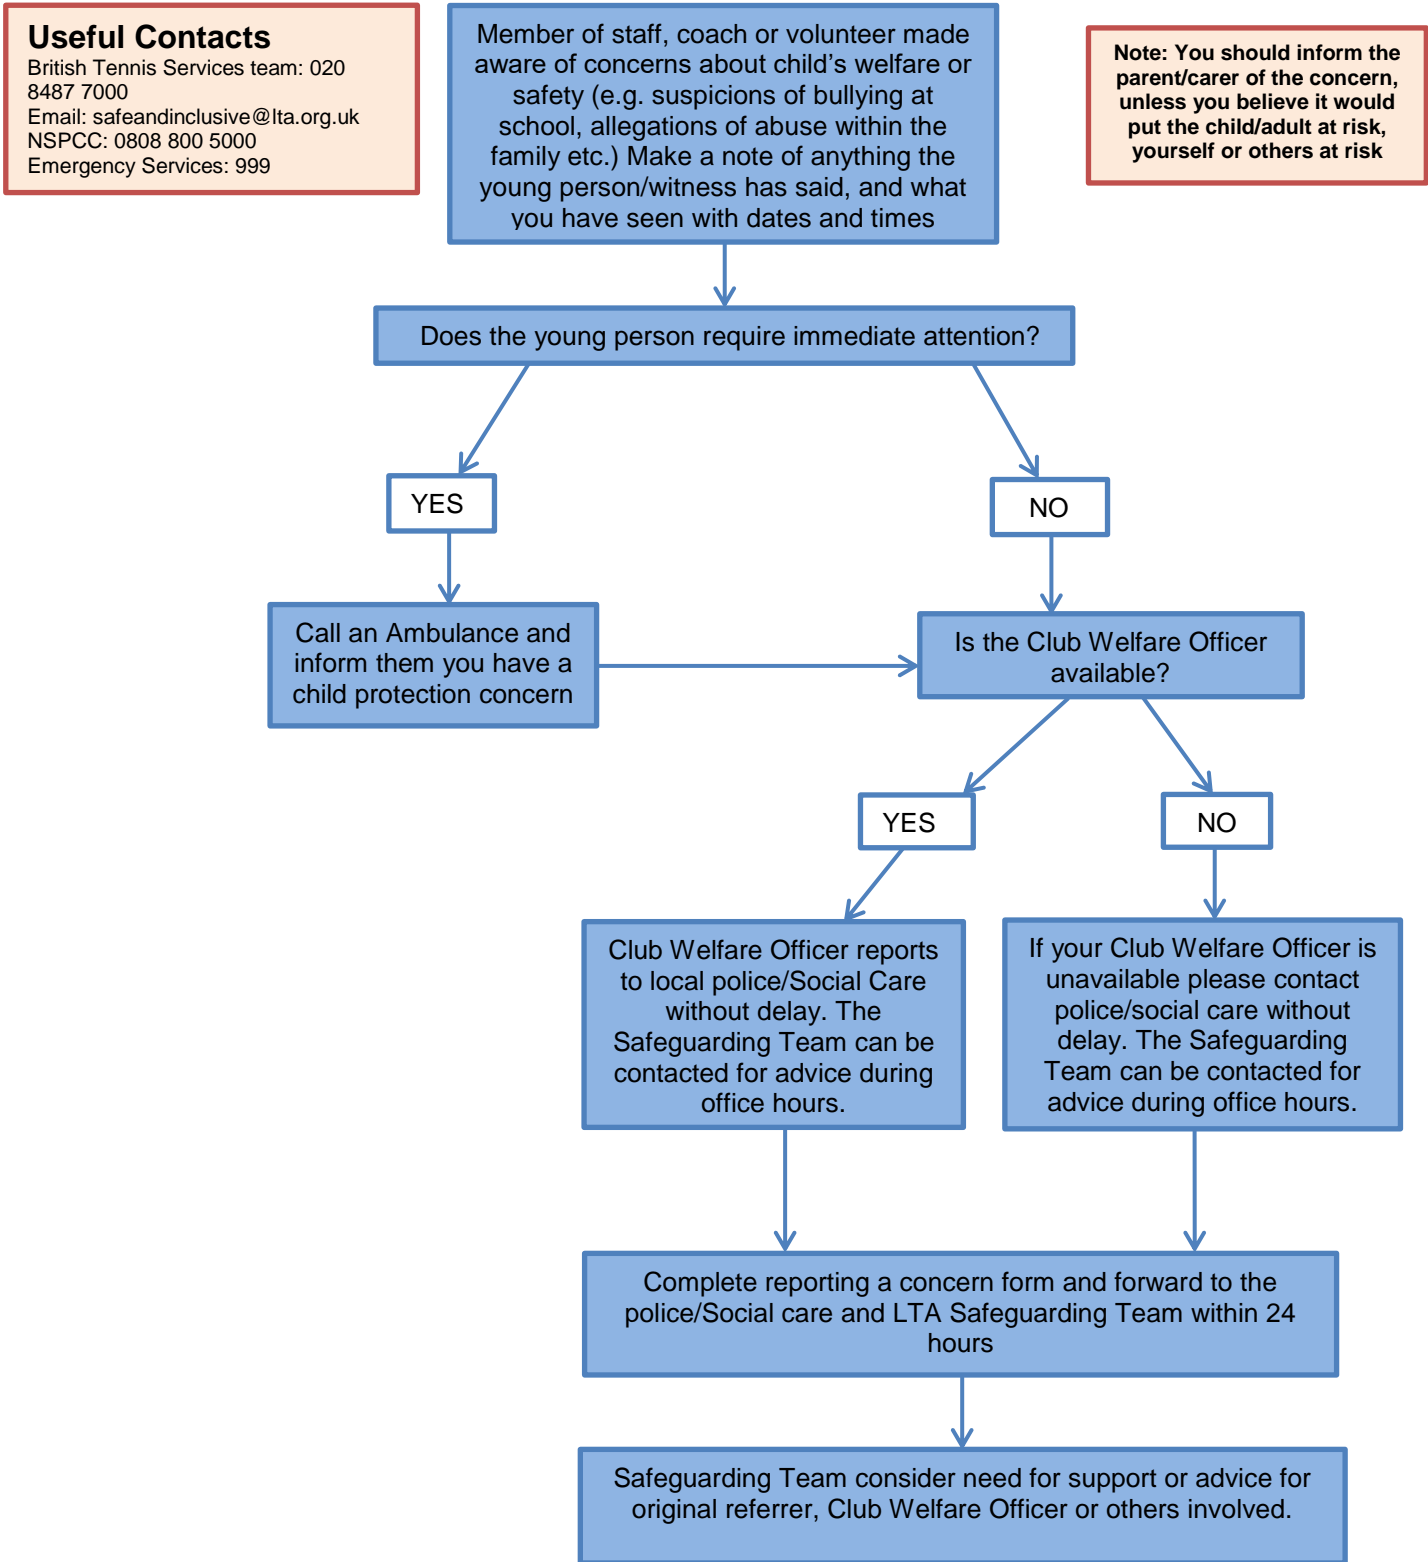 Useful Contacts
British Tennis Services team: 020
8487 7000
Email: safeandinclusive@lta.org.uk
NSPCC: 0808 800 5000
Emergency Services: 999
Member of staff, coach or volunteer made
aware of concerns about child’s welfare or
safety (e.g. suspicions of bullying at
school, allegations of abuse within the
family etc.) Make a note of anything the
young person/witness has said, and what
you have seen with dates and times
Note: You should inform the
parent/carer of the concern,
unless you believe it would
put the child/adult at risk,
yourself or others at risk
Does the young person require immediate attention?
YES
NO
Call an Ambulance and
inform them you have a
child protection concern
Is the Club Welfare Officer
available?
YES
NO
Club Welfare Officer reports
to local police/Social Care
without delay. The
Safeguarding Team can be
contacted for advice during
office hours.
If your Club Welfare Officer is
unavailable please contact
police/social care without
delay. The Safeguarding
Team can be contacted for
advice during office hours.
Complete reporting a concern form and forward to the
police/Social care and LTA Safeguarding Team within 24
hours
Safeguarding Team consider need for support or advice for
original referrer, Club Welfare Officer or others involved.